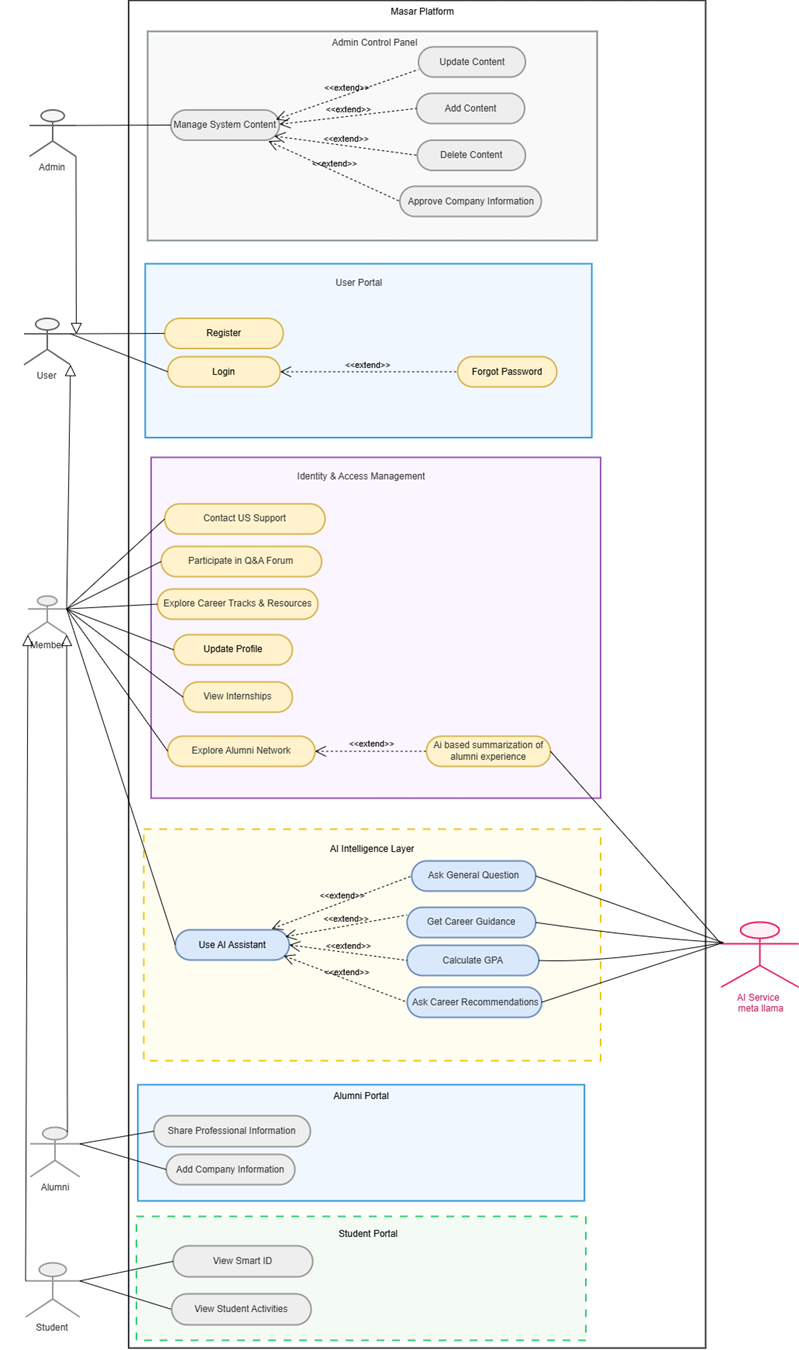 Masar Platform
Admin Control Panel
Update Content
<<extend>>
Add Content
<<extend>>
Manage System Content
<<extend>>
Delete Content
<<extend>>
Approve Company Information
Admin
User Portal
Register
<<extend>>
Login
Forgot Password
User
Identity & Access Management
Contact US Support
Participate in Q&A Forum
Explore Career Tracks & Resources
Member
Update Profile
View Internships
<<extend>>
Explore Alumni Network
Ai based summarization of
alumni experience
AI Intelligence Layer
Ask General Question
<<extend>>
<<extend>>
Get Career Guidance
Use AI Assistant
<<extend>>
Calculate GPA
<<extend>>
Ask Career Recommendations
AI Service
meta llama
Alumni Portal
Share Professional Information
Add Company Information
Alumni
Student Portal
View Smart ID
View Student Activities
Student